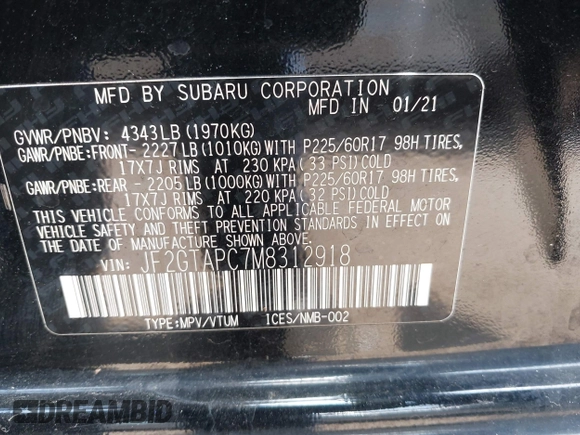 MFD BY SUBARU CORPORATION
MFD IN 01/21
GVWR/PNBV: 4343LB(1970KG)
GAWR/PNBE:FRONT- 2227LB(1010KG)WITH P225/60R17 98H TIRES,
17X7J RIMS AT 230 KPA(33 PSI)COLD
GAWR/PNBE:REAR - 2205LB(1000KG)WITH P225/60R17 98H TIRES,
17X7J RIMS AT 220 KPA(32 PSI)COLD
THIS VEHICLE CONFORMS TO ALL APPLICABLE FEDERAL MOTOR
VEHICLE SAFETY AND THEFT PREVENTION STANDARDS IN EFFECT ON
THE DATE OF MANUFACTURE SHOWN ABOVE.
VIN: JF2GTAPC7M8312918
TYPE:MPV/VTUM ICES/NMB-002
DREAMBID